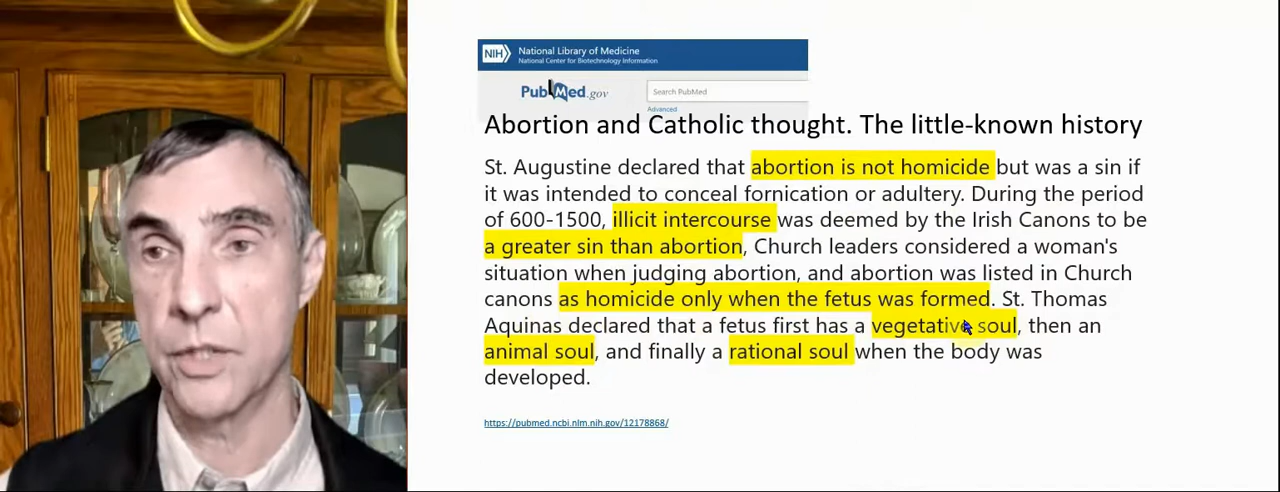 NIH National Library of Medicine
National Center for Biotechnology Information
PubMed.gov
Search PubMed
Advanced
Abortion and Catholic thought. The little-known history
St. Augustine declared that abortion is not homicide but was a sin if
it was intended to conceal fornication or adultery. During the period
of 600-1500, illicit intercourse was deemed by the Irish Canons to be
a greater sin than abortion, Church leaders considered a woman's
situation when judging abortion, and abortion was listed in Church
canons as homicide only when the fetus was formed. St. Thomas
Aquinas declared that a fetus first has a vegetative soul, then an
animal soul, and finally a rational soul when the body was
developed.
https://pubmed.ncbi.nlm.nih.gov/12178868/